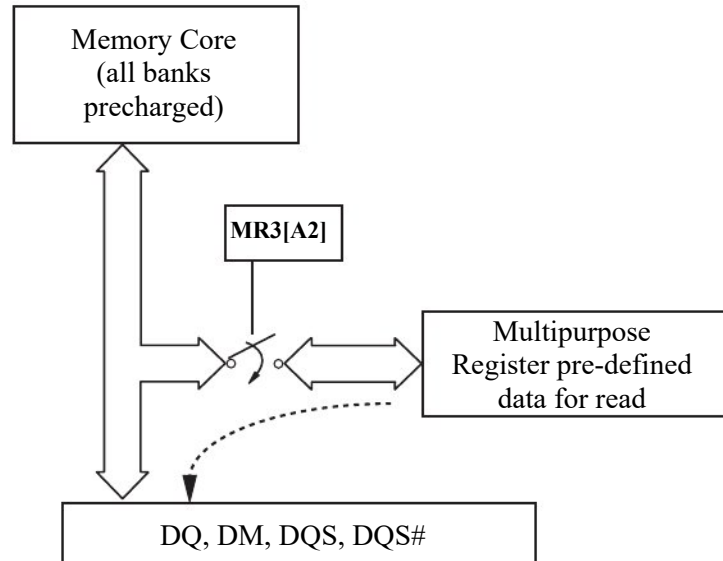 Memory Core
(all banks
precharged)
MR3[A2]
Multipurpose
Register pre-defined
data for read
DQ, DM, DQS, DQS#